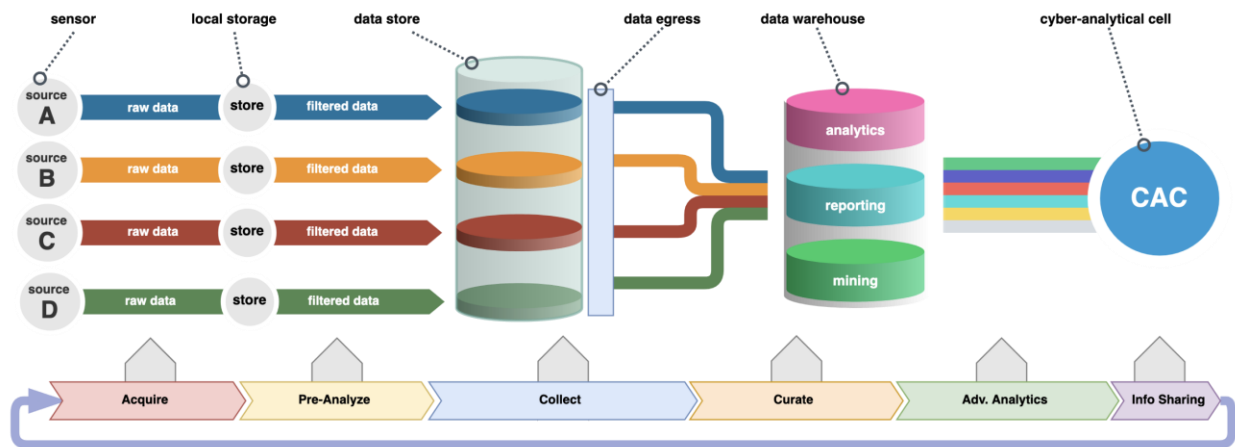 sensor
local storage
data store
data egress
data warehouse
cyber-analytical cell
source
A
raw data
store
filtered data
source
B
raw data
store
filtered data
source
C
raw data
store
filtered data
source
D
raw data
store
filtered data
analytics
reporting
mining
CAC
Acquire
Pre-Analyze
Collect
Curate
Adv. Analytics
Info Sharing